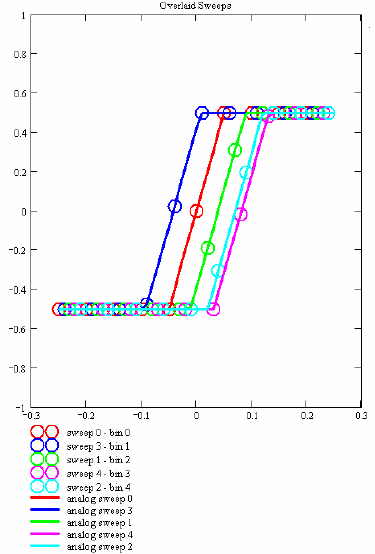 Overlaid Sweeps
1
0.8
0.6
0.4
0.2
0
−0.2
−0.4
−0.6
−0.8
−1
−0.3 −0.2 −0.1 0 0.1 0.2 0.3
sweep 0 - bin 0
sweep 3 - bin 1
sweep 1 - bin 2
sweep 4 - bin 3
sweep 2 - bin 4
analog sweep 0
analog sweep 3
analog sweep 1
analog sweep 4
analog sweep 2